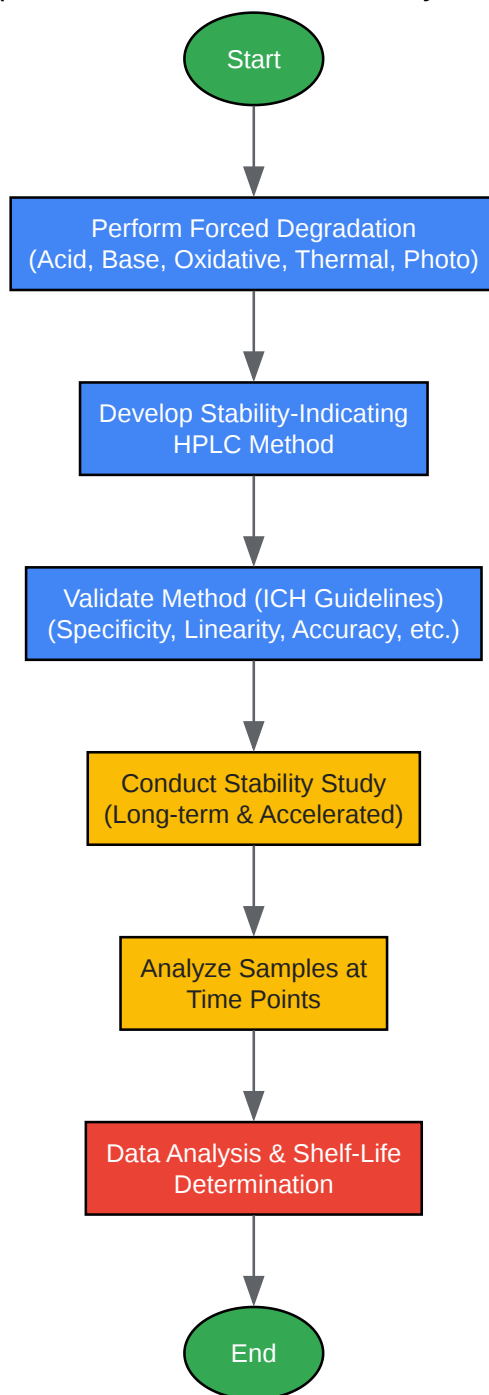 Start
Perform Forced Degradation
(Acid, Base, Oxidative, Thermal, Photo)
Develop Stability-Indicating
HPLC Method
Validate Method (ICH Guidelines)
(Specificity, Linearity, Accuracy, etc.)
Conduct Stability Study
(Long-term & Accelerated)
Analyze Samples at
Time Points
Data Analysis & Shelf-Life
Determination
End